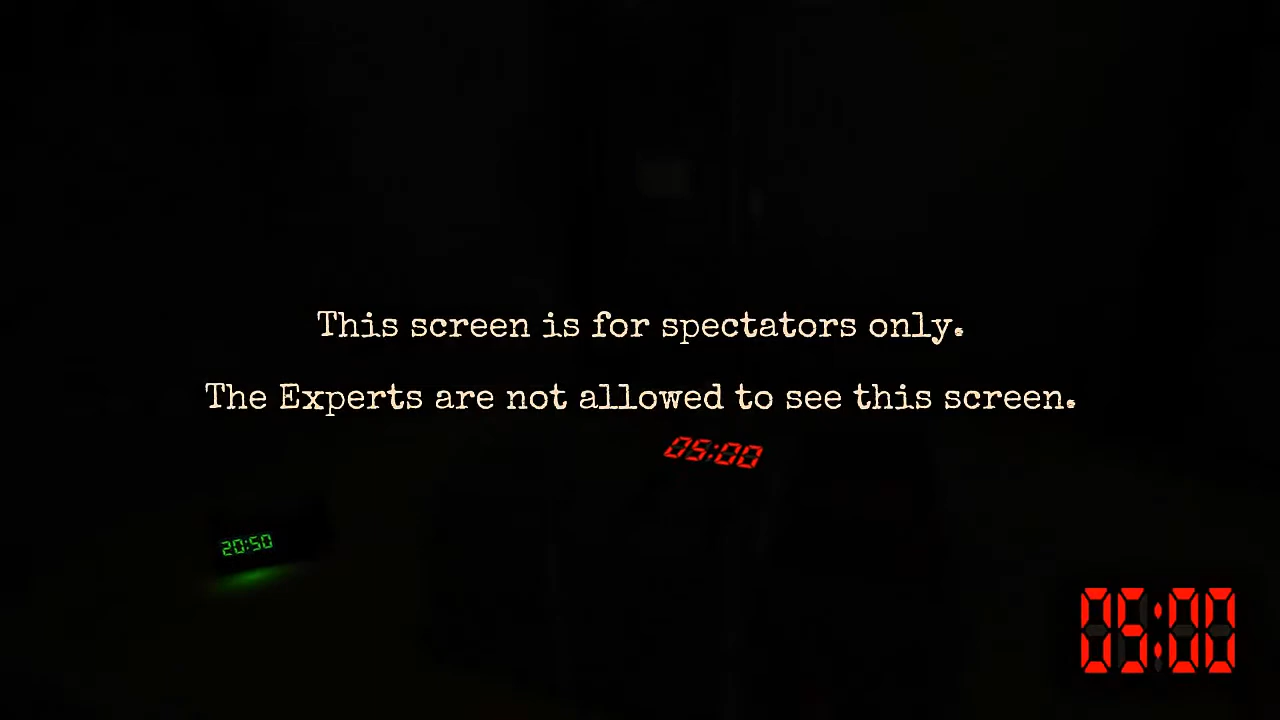 This screen is for spectators only.
The Experts are not allowed to see this screen.
05:00
20:50
05:00